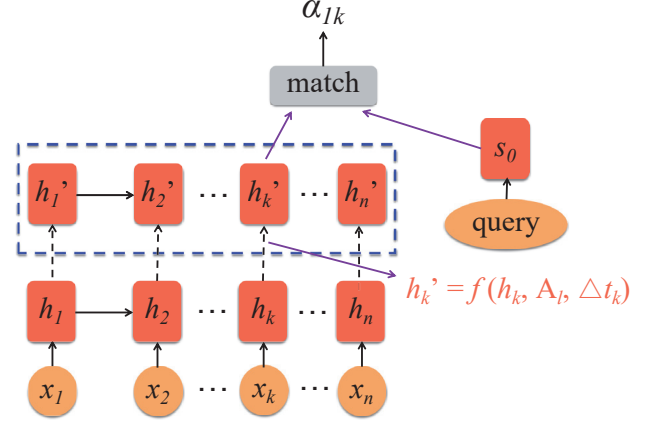 α1k
match
s0
query
h1’ h2’ ··· hk’ ··· hn’
hk’ = f (hk, Al, △tk)
h1 h2 ··· hk ··· hn
x1 x2 ··· xk ··· xn